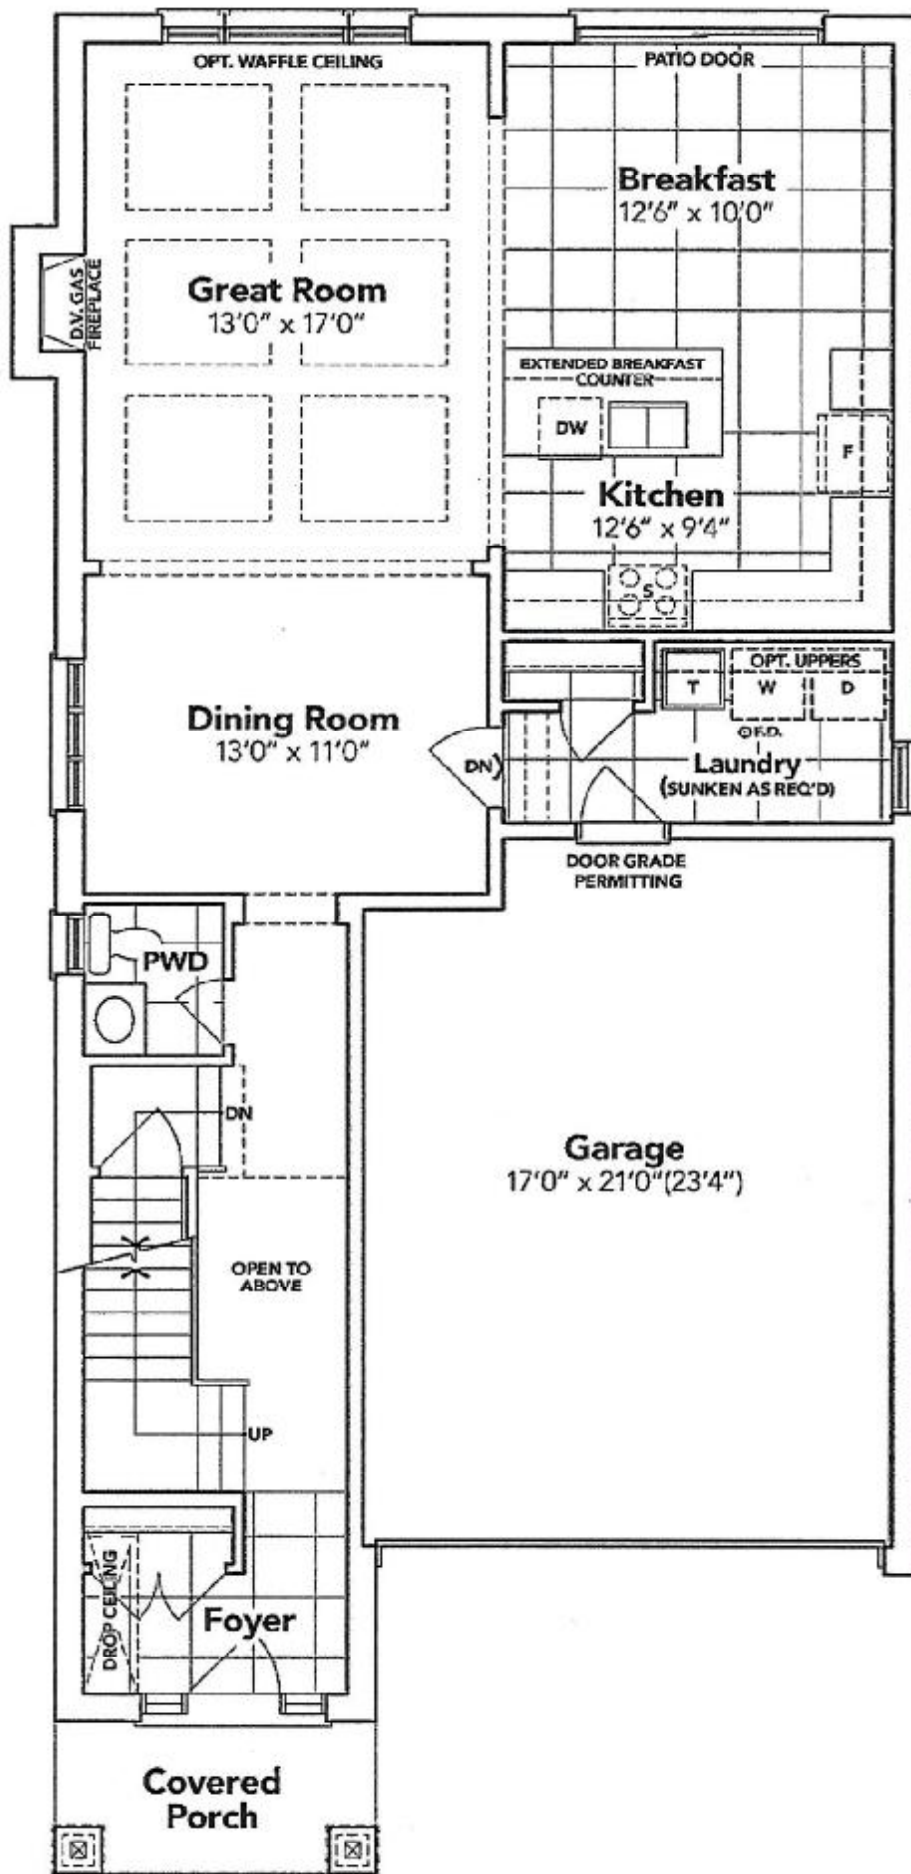 OPT. WAFFLE CEILING
PATIO DOOR
Breakfast
12'6" x 10'0"
D.V. GAS
FIREPLACE
Great Room
13'0" x 17'0"
EXTENDED BREAKFAST
COUNTER
DW
F
Kitchen
12'6" x 9'4"
S
OPT. UPPERS
T
W
D
F.D.
Dining Room
13'0" x 11'0"
DN
Laundry
(SUNKEN AS REQ'D)
DOOR GRADE
PERMITTING
PWD
DN
Garage
17'0" x 21'0"(23'4")
OPEN TO
ABOVE
UP
DROP CEILING
Foyer
Covered
Porch